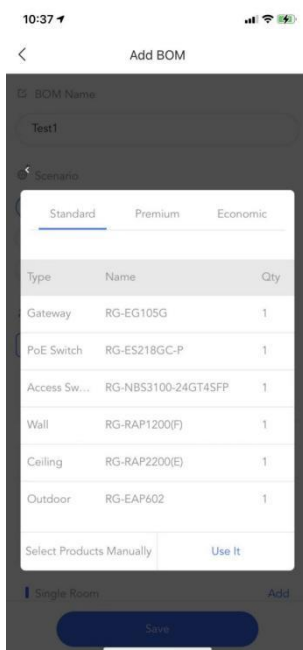 10:37
Add BOM
BOM Name
Test1
Scenario
Standard Premium Economic
Type Name Qty
Gateway RG-EG105G 1
PoE Switch RG-ES218GC-P 1
Access Sw... RG-NBS3100-24GT4SFP 1
Wall RG-RAP1200(F) 1
Ceiling RG-RAP2200(E) 1
Outdoor RG-EAP602 1
Select Products Manually Use It
Single Room Add
Save